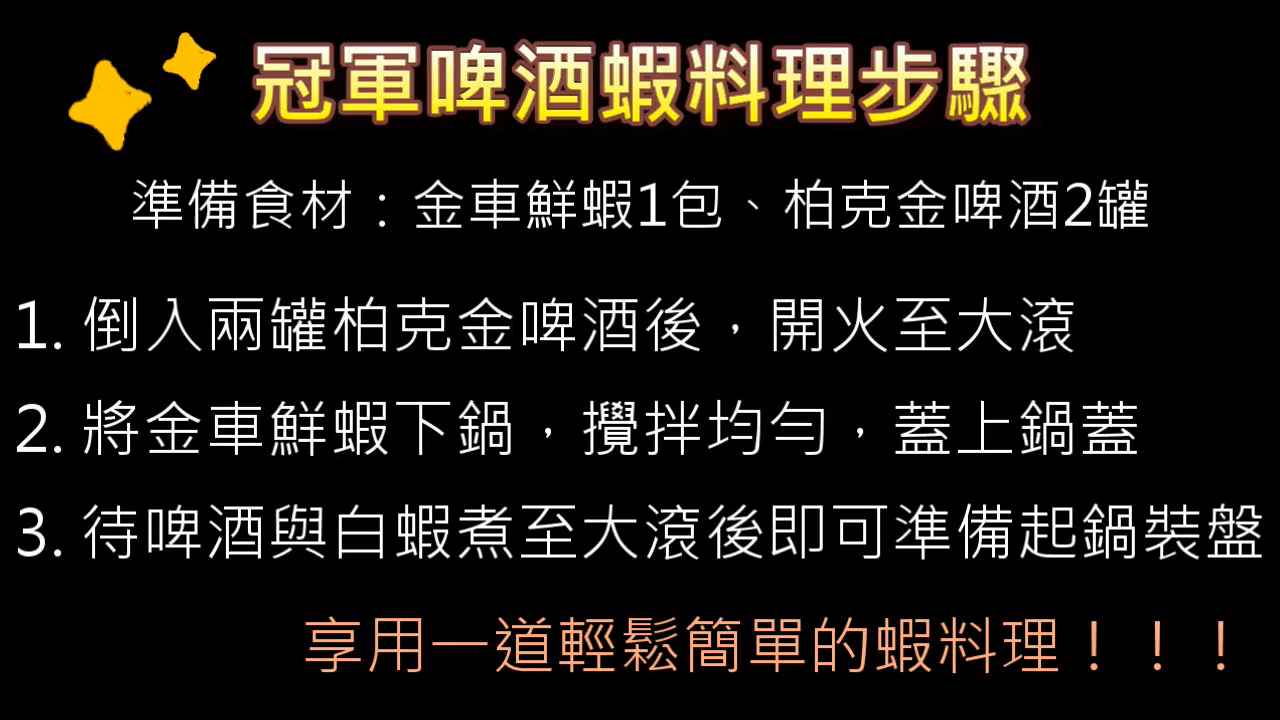 冠軍啤酒蝦料理步驟
準備食材：金車鮮蝦1包、柏克金啤酒2罐
1. 倒入兩罐柏克金啤酒後，開火至大滾
2. 將金車鮮蝦下鍋，攪拌均勻，蓋上鍋蓋
3. 待啤酒與白蝦煮至大滾後即可準備起鍋裝盤
享用一道輕鬆簡單的蝦料理！！！